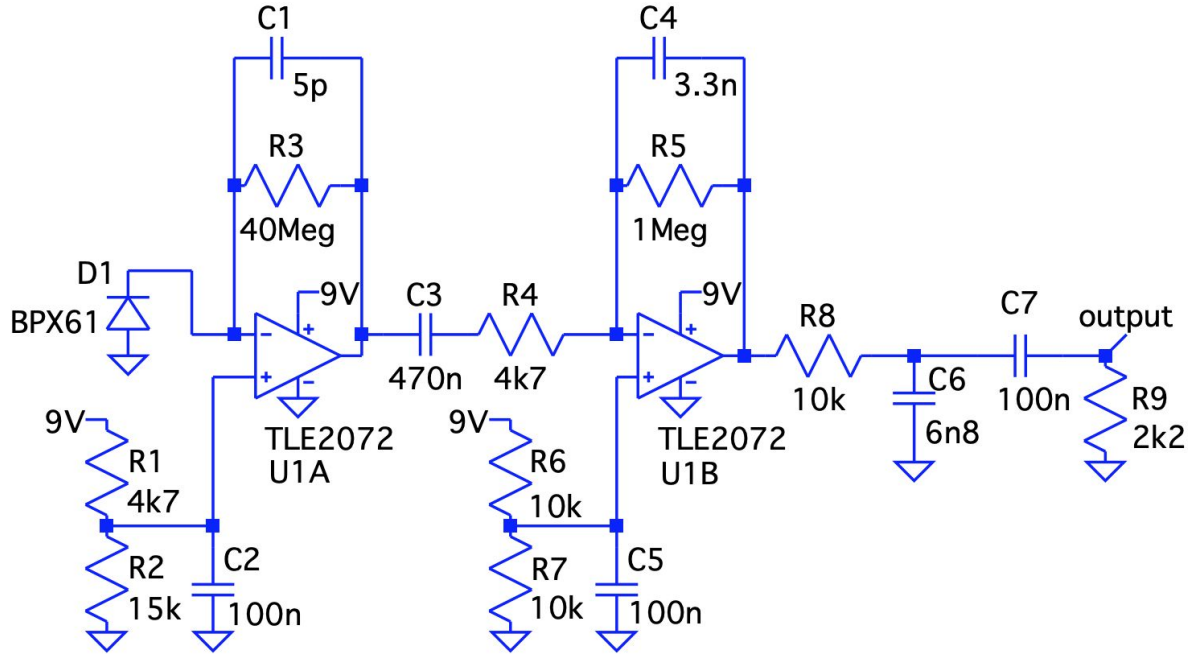 C1
5p
R3
40Meg
D1
BPX61
9V
TLE2072
U1A
9V
R1
4k7
R2
15k
C2
100n
C3
470n
R4
4k7
C4
3.3n
R5
1Meg
9V
TLE2072
U1B
9V
R6
10k
R7
10k
C5
100n
R8
10k
C6
6n8
C7
100n
output
R9
2k2